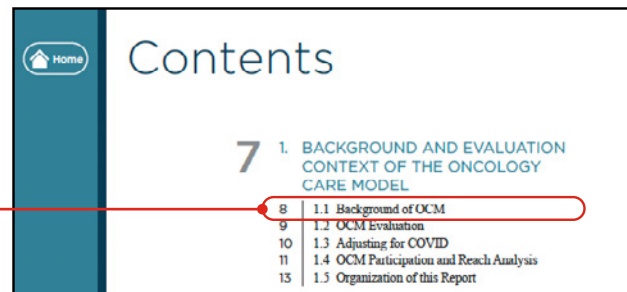 Home
Contents
7 1. BACKGROUND AND EVALUATION
CONTEXT OF THE ONCOLOGY
CARE MODEL
8 1.1 Background of OCM
9 1.2 OCM Evaluation
10 1.3 Adjusting for COVID
11 1.4 OCM Participation and Reach Analysis
13 1.5 Organization of this Report